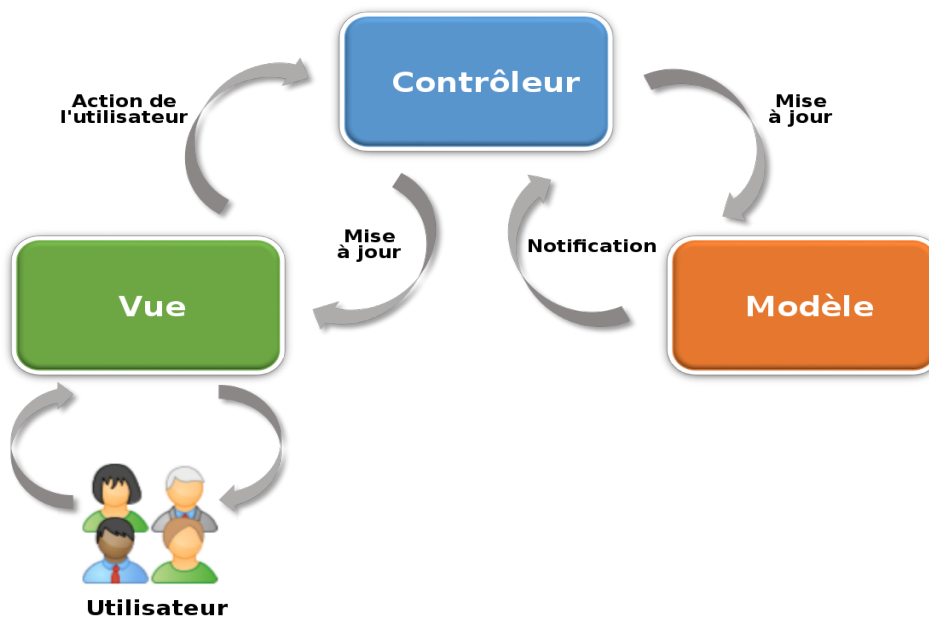 Contrôleur
Action de
l'utilisateur
Mise
à jour
Mise
à jour
Notification
Vue
Modèle
Utilisateur